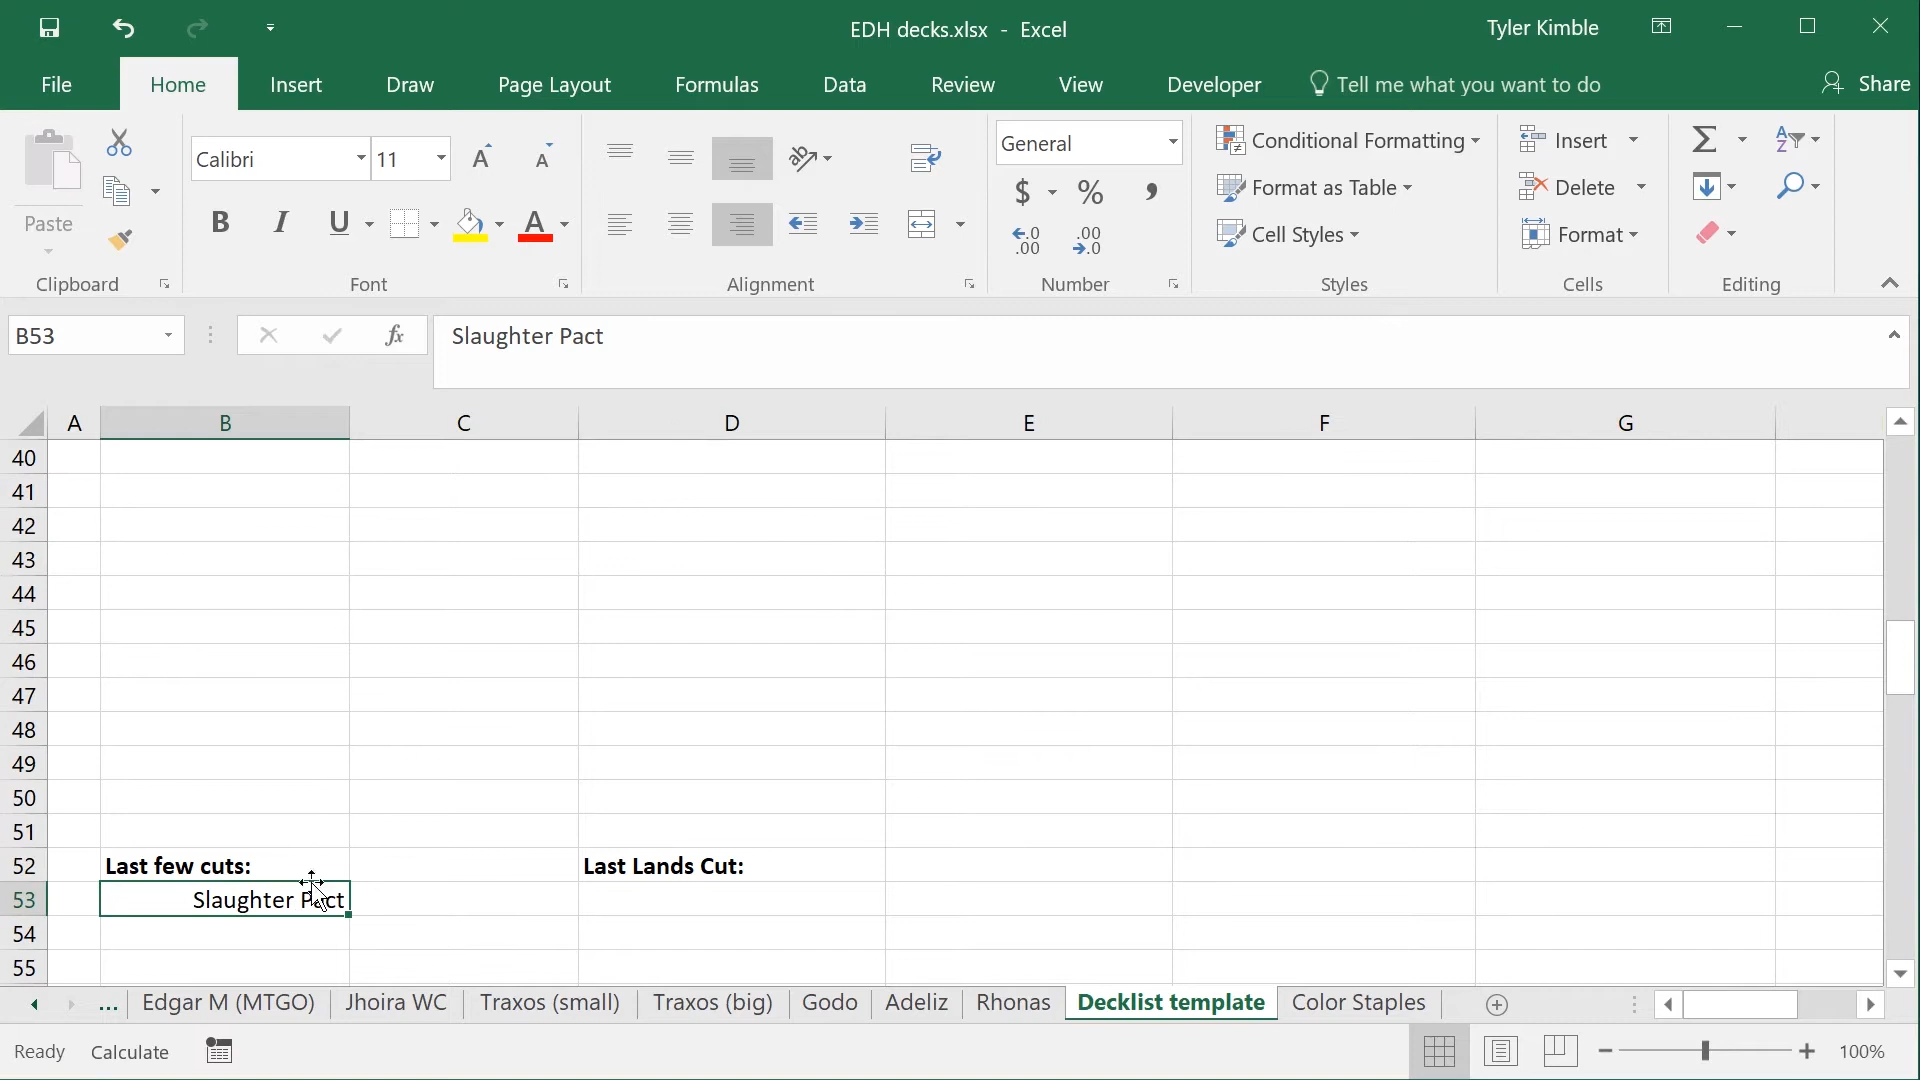 EDH decks.xlsx - Excel
Tyler Kimble
File Home Insert Draw Page Layout Formulas Data Review View Developer Tell me what you want to do Share
Paste
Clipboard
Calibri 11
B I U A
Font
Alignment
General
$ % ,
Number
Conditional Formatting
Format as Table
Cell Styles
Styles
Insert
Delete
Format
Cells
Editing
B53 fx Slaughter Pact
A B C D E F G
40
41
42
43
44
45
46
47
48
49
50
51
52 Last few cuts: Last Lands Cut:
53 Slaughter Pact
54
55
... Edgar M (MTGO) Jhoira WC Traxos (small) Traxos (big) Godo Adeliz Rhonas Decklist template Color Staples
Ready Calculate 100%